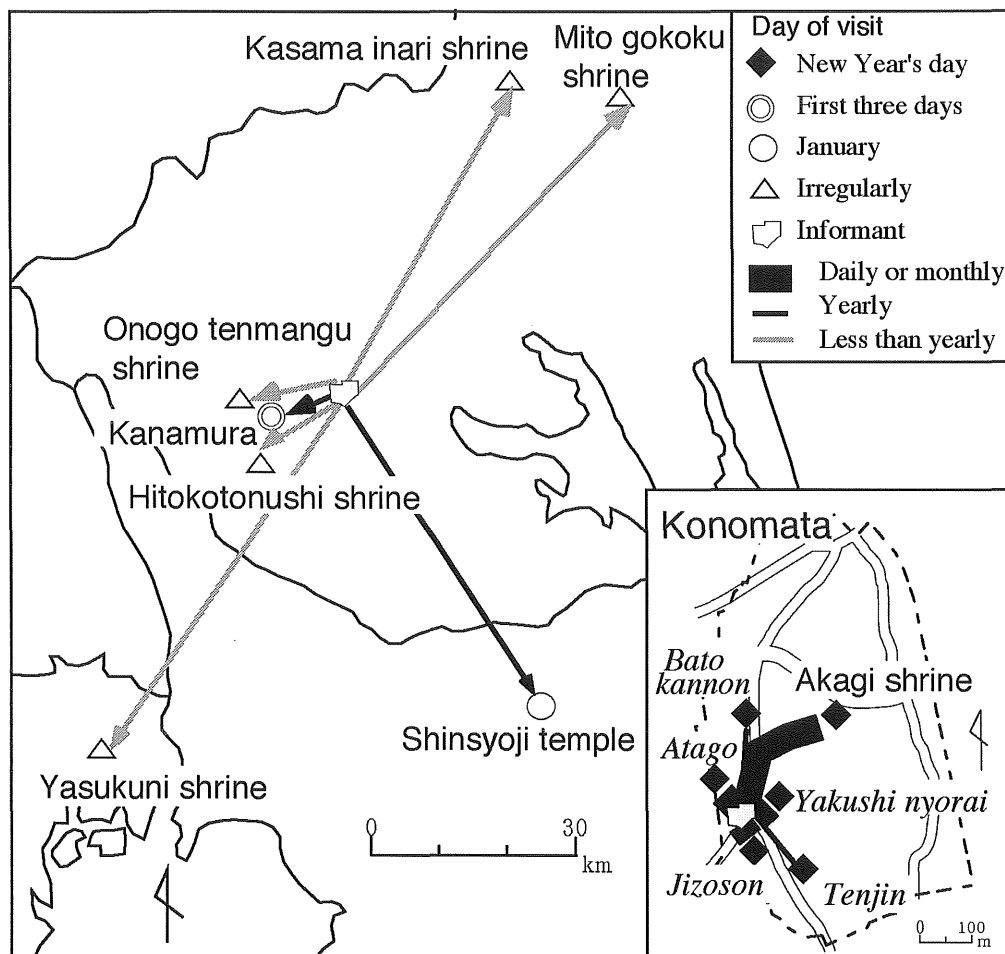 Kasama inari shrine
Mito gokoku
shrine
Day of visit
New Year's day
First three days
January
Irregularly
Informant
Daily or monthly
Yearly
Less than yearly
Onogo tenmangu
shrine
Kanamura
Hitokotonushi shrine
Shinsyoji temple
Yasukuni shrine
0
30
km
Konomata
Bato
kannon
Akagi shrine
Atago
Yakushi nyorai
Jizoson
Tenjin
0
100
m